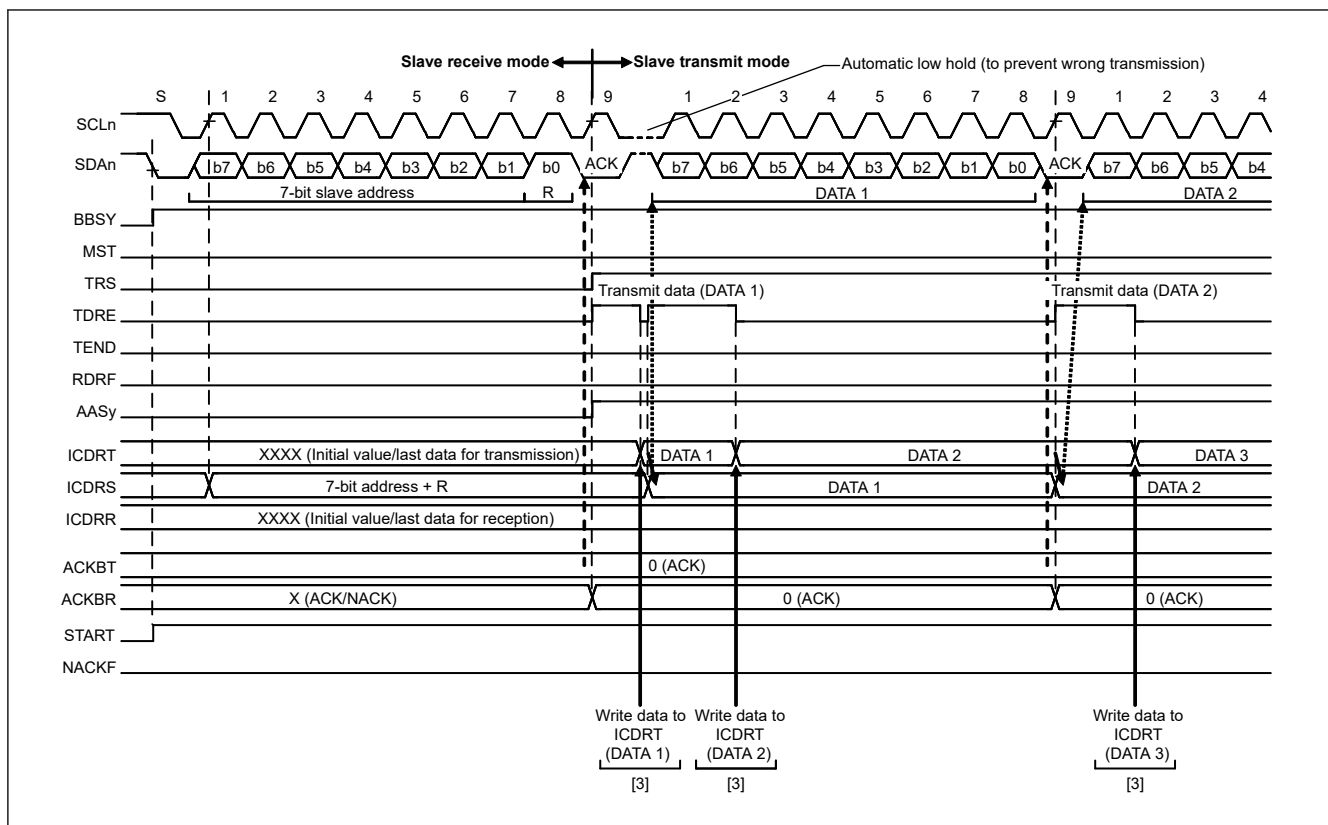 Slave receive mode Slave transmit mode
Automatic low hold (to prevent wrong transmission)
S 1 2 3 4 5 6 7 8 9 1 2 3 4 5 6 7 8 9 1 2 3 4
SCLn
SDAn b7 b6 b5 b4 b3 b2 b1 b0 ACK b7 b6 b5 b4 b3 b2 b1 b0 ACK b7 b6 b5 b4
7-bit slave address R DATA 1 DATA 2
BBSY
MST
TRS
Transmit data (DATA 1) Transmit data (DATA 2)
TDRE
TEND
RDRF
AASy
ICDRT XXXX (Initial value/last data for transmission) DATA 1 DATA 2 DATA 3
ICDRS 7-bit address + R DATA 1 DATA 2
ICDRR XXXX (Initial value/last data for reception)
ACKBT 0 (ACK)
ACKBR X (ACK/NACK) 0 (ACK) 0 (ACK)
START
NACKF
Write data to Write data to Write data to
ICDRT ICDRT ICDRT
(DATA 1) (DATA 2) (DATA 3)
[3] [3] [3]